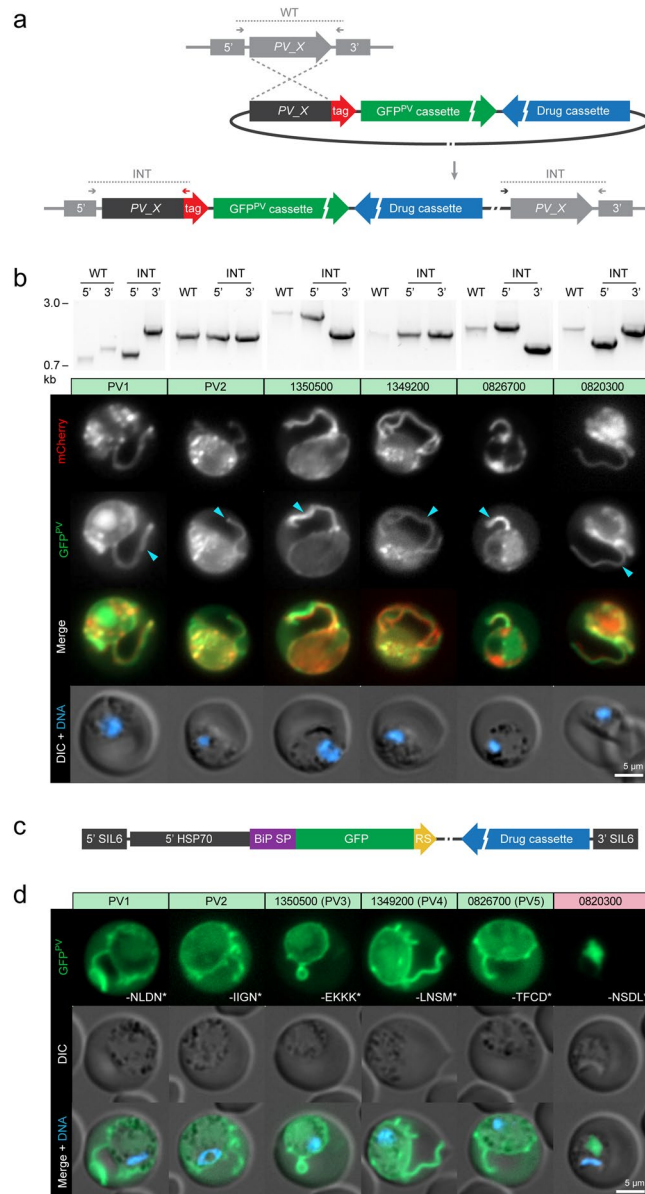 a
WT
5' PV_X 3'
PV_X tag GFPPV cassette Drug cassette
INT INT
5' PV_X tag GFPPV cassette Drug cassette PV_X 3'
b
WT INT INT INT INT INT INT
5' 3' 5' 3' WT 5' 3' WT 5' 3' WT 5' 3' WT 5' 3' WT 5' 3'
3.0
0.7
kb
PV1 PV2 1350500 1349200 0826700 0820300
mCherry
GFPPV
Merge
DIC + DNA
5 µm
c
5' SIL6 5' HSP70 BiP SP GFP RS Drug cassette 3' SIL6
d
PV1 PV2 1350500 (PV3) 1349200 (PV4) 0826700 (PV5) 0820300
GFPPV
-NLDN* -IIGN* -EKKK* -LNSM* -TFCD* -NSDL*
DIC
Merge + DNA
5 µm